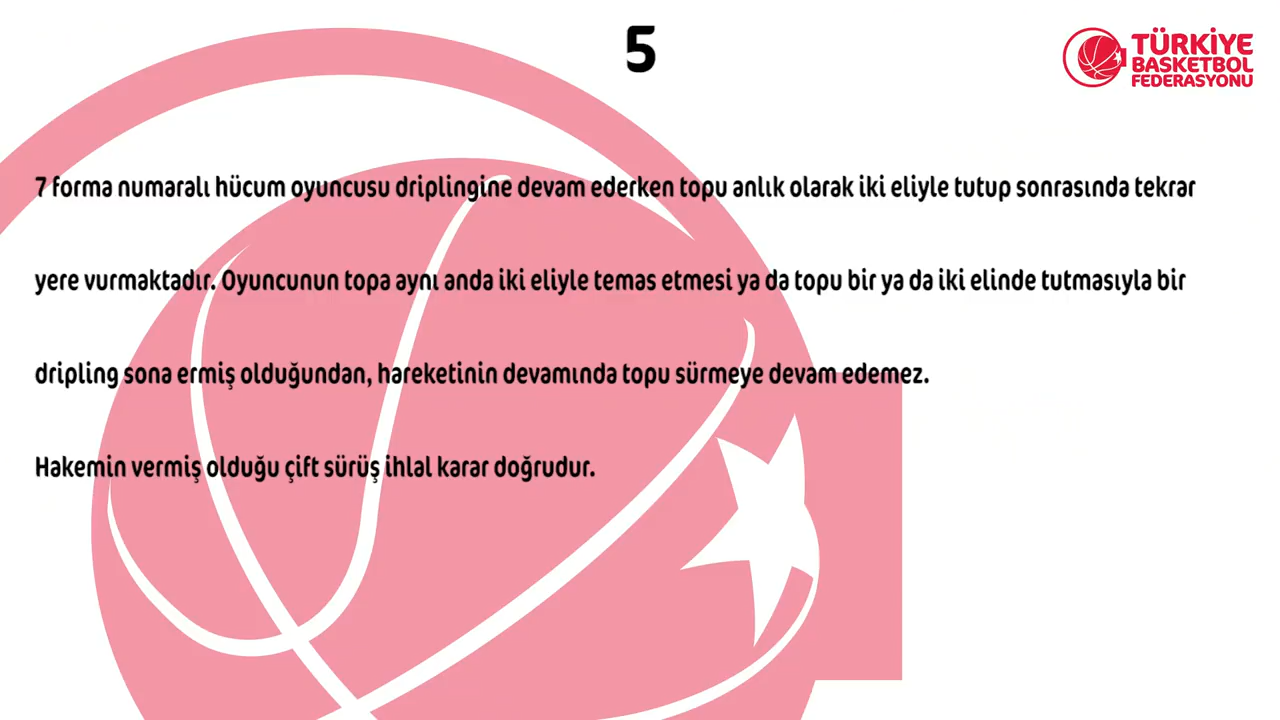 5
TÜRKİYE
BASKETBOL
FEDERASYONU
7 forma numaralı hücum oyuncusu driplingine devam ederken topu anlık olarak iki eliyle tutup sonrasında tekrar
yere vurmaktadır. Oyuncunun topa aynı anda iki eliyle temas etmesi ya da topu bir ya da iki elinde tutmasıyla bir
dripling sona ermiş olduğundan, hareketinin devamında topu sürmeye devam edemez.
Hakemin vermiş olduğu çift sürüş ihlal karar doğrudur.